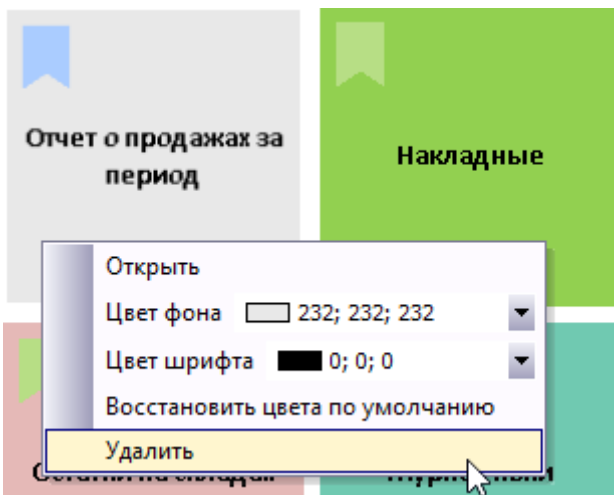 Отчет о продажах за
период
Накладные
Открыть
Цвет фона 232; 232; 232
Цвет шрифта 0; 0; 0
Восстановить цвета по умолчанию
Удалить